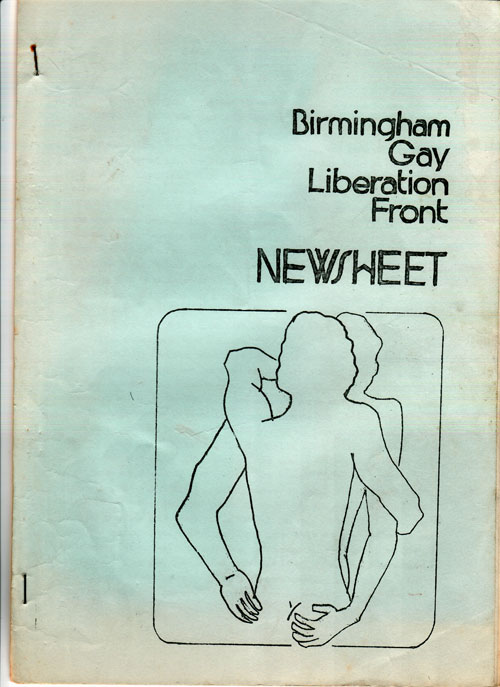 Birmingham
Gay
Liberation
Front
NEWSHEET